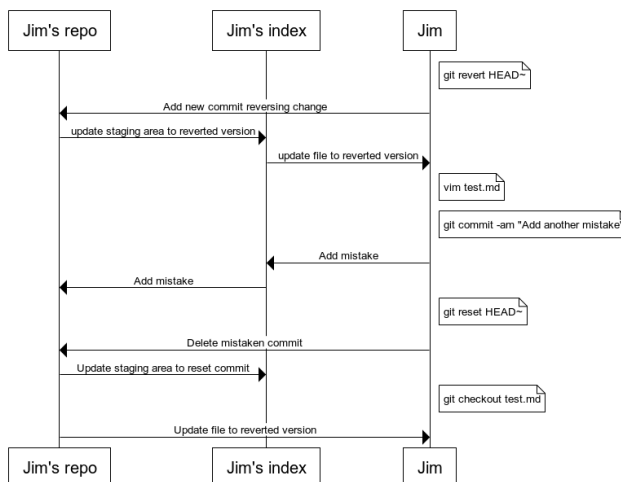 Jim's repo
Jim's index
Jim
git revert HEAD~
Add new commit reversing change
update staging area to reverted version
update file to reverted version
vim test.md
git commit -am "Add another mistake"
Add mistake
Add mistake
git reset HEAD~
Delete mistaken commit
Update staging area to reset commit
git checkout test.md
Update file to reverted version
Jim's repo
Jim's index
Jim